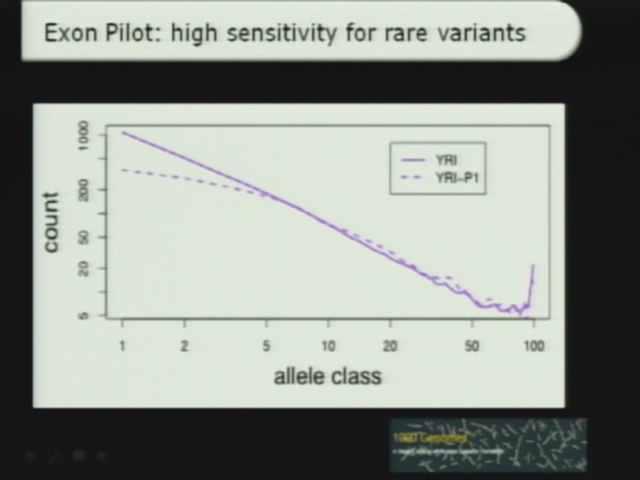 Exon Pilot: high sensitivity for rare variants
count
1000
200
50
20
5
YRI
YRI-P1
1 2 5 10 20 50 100
allele class
1000 Genomes